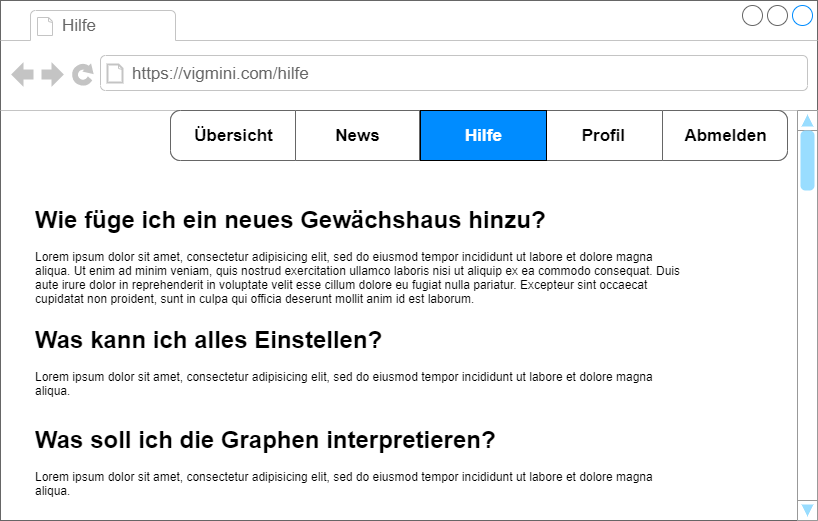 Hilfe
https://vigmini.com/hilfe
Übersicht News Hilfe Profil Abmelden
Wie füge ich ein neues Gewächshaus hinzu?
Lorem ipsum dolor sit amet, consectetur adipisicing elit, sed do eiusmod tempor incididunt ut labore et dolore magna
aliqua. Ut enim ad minim veniam, quis nostrud exercitation ullamco laboris nisi ut aliquip ex ea commodo consequat. Duis
aute irure dolor in reprehenderit in voluptate velit esse cillum dolore eu fugiat nulla pariatur. Excepteur sint occaecat
cupidatat non proident, sunt in culpa qui officia deserunt mollit anim id est laborum.
Was kann ich alles Einstellen?
Lorem ipsum dolor sit amet, consectetur adipisicing elit, sed do eiusmod tempor incididunt ut labore et dolore magna
aliqua.
Was soll ich die Graphen interpretieren?
Lorem ipsum dolor sit amet, consectetur adipisicing elit, sed do eiusmod tempor incididunt ut labore et dolore magna
aliqua.